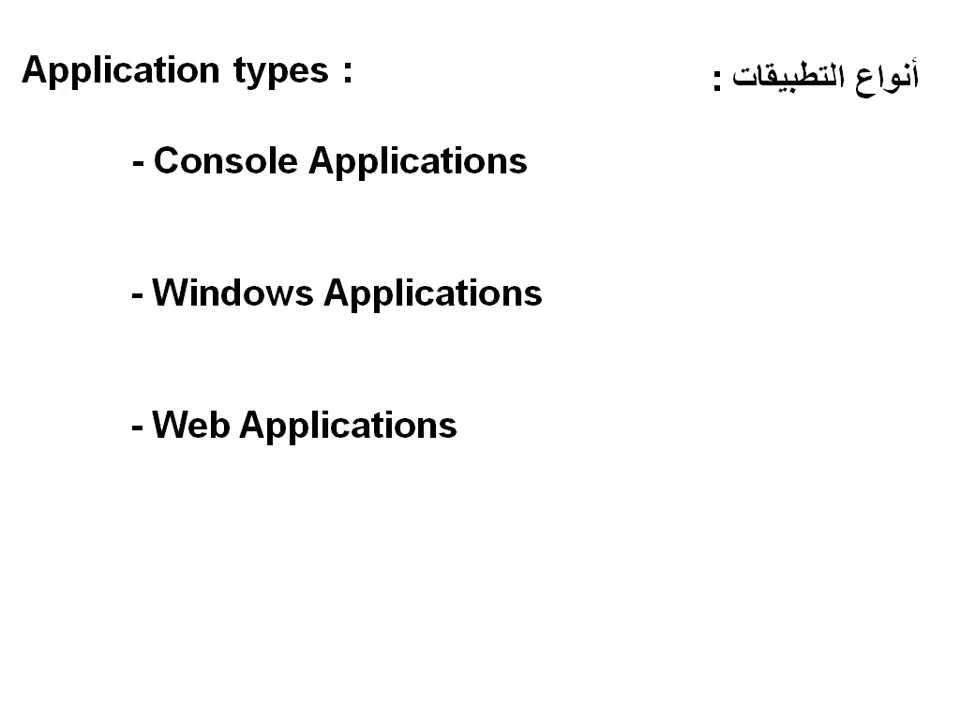 Application types :
أنواع التطبيقات :
- Console Applications
- Windows Applications
- Web Applications